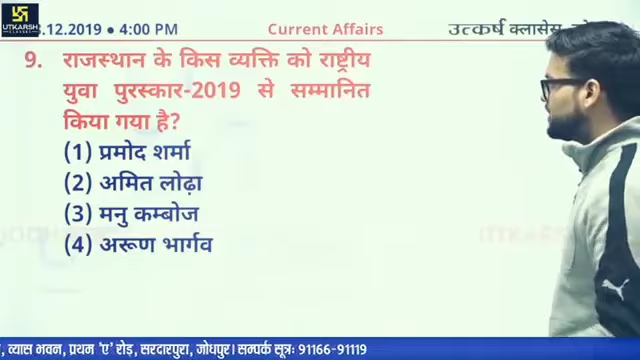 UTKARSH
CLASSES
.12.2019 • 4:00 PM
Current Affairs
उत्कर्ष क्लासेस,
9. राजस्थान के किस व्यक्ति को राष्ट्रीय
युवा पुरस्कार-2019 से सम्मानित
किया गया है?
(1) प्रमोद शर्मा
(2) अमित लोढ़ा
(3) मनु कम्बोज
(4) अरूण भार्गव
, व्यास भवन, प्रथम 'ए' रोड़, सरदारपुरा, जोधपुर। सम्पर्क सूत्रः 91166-91119